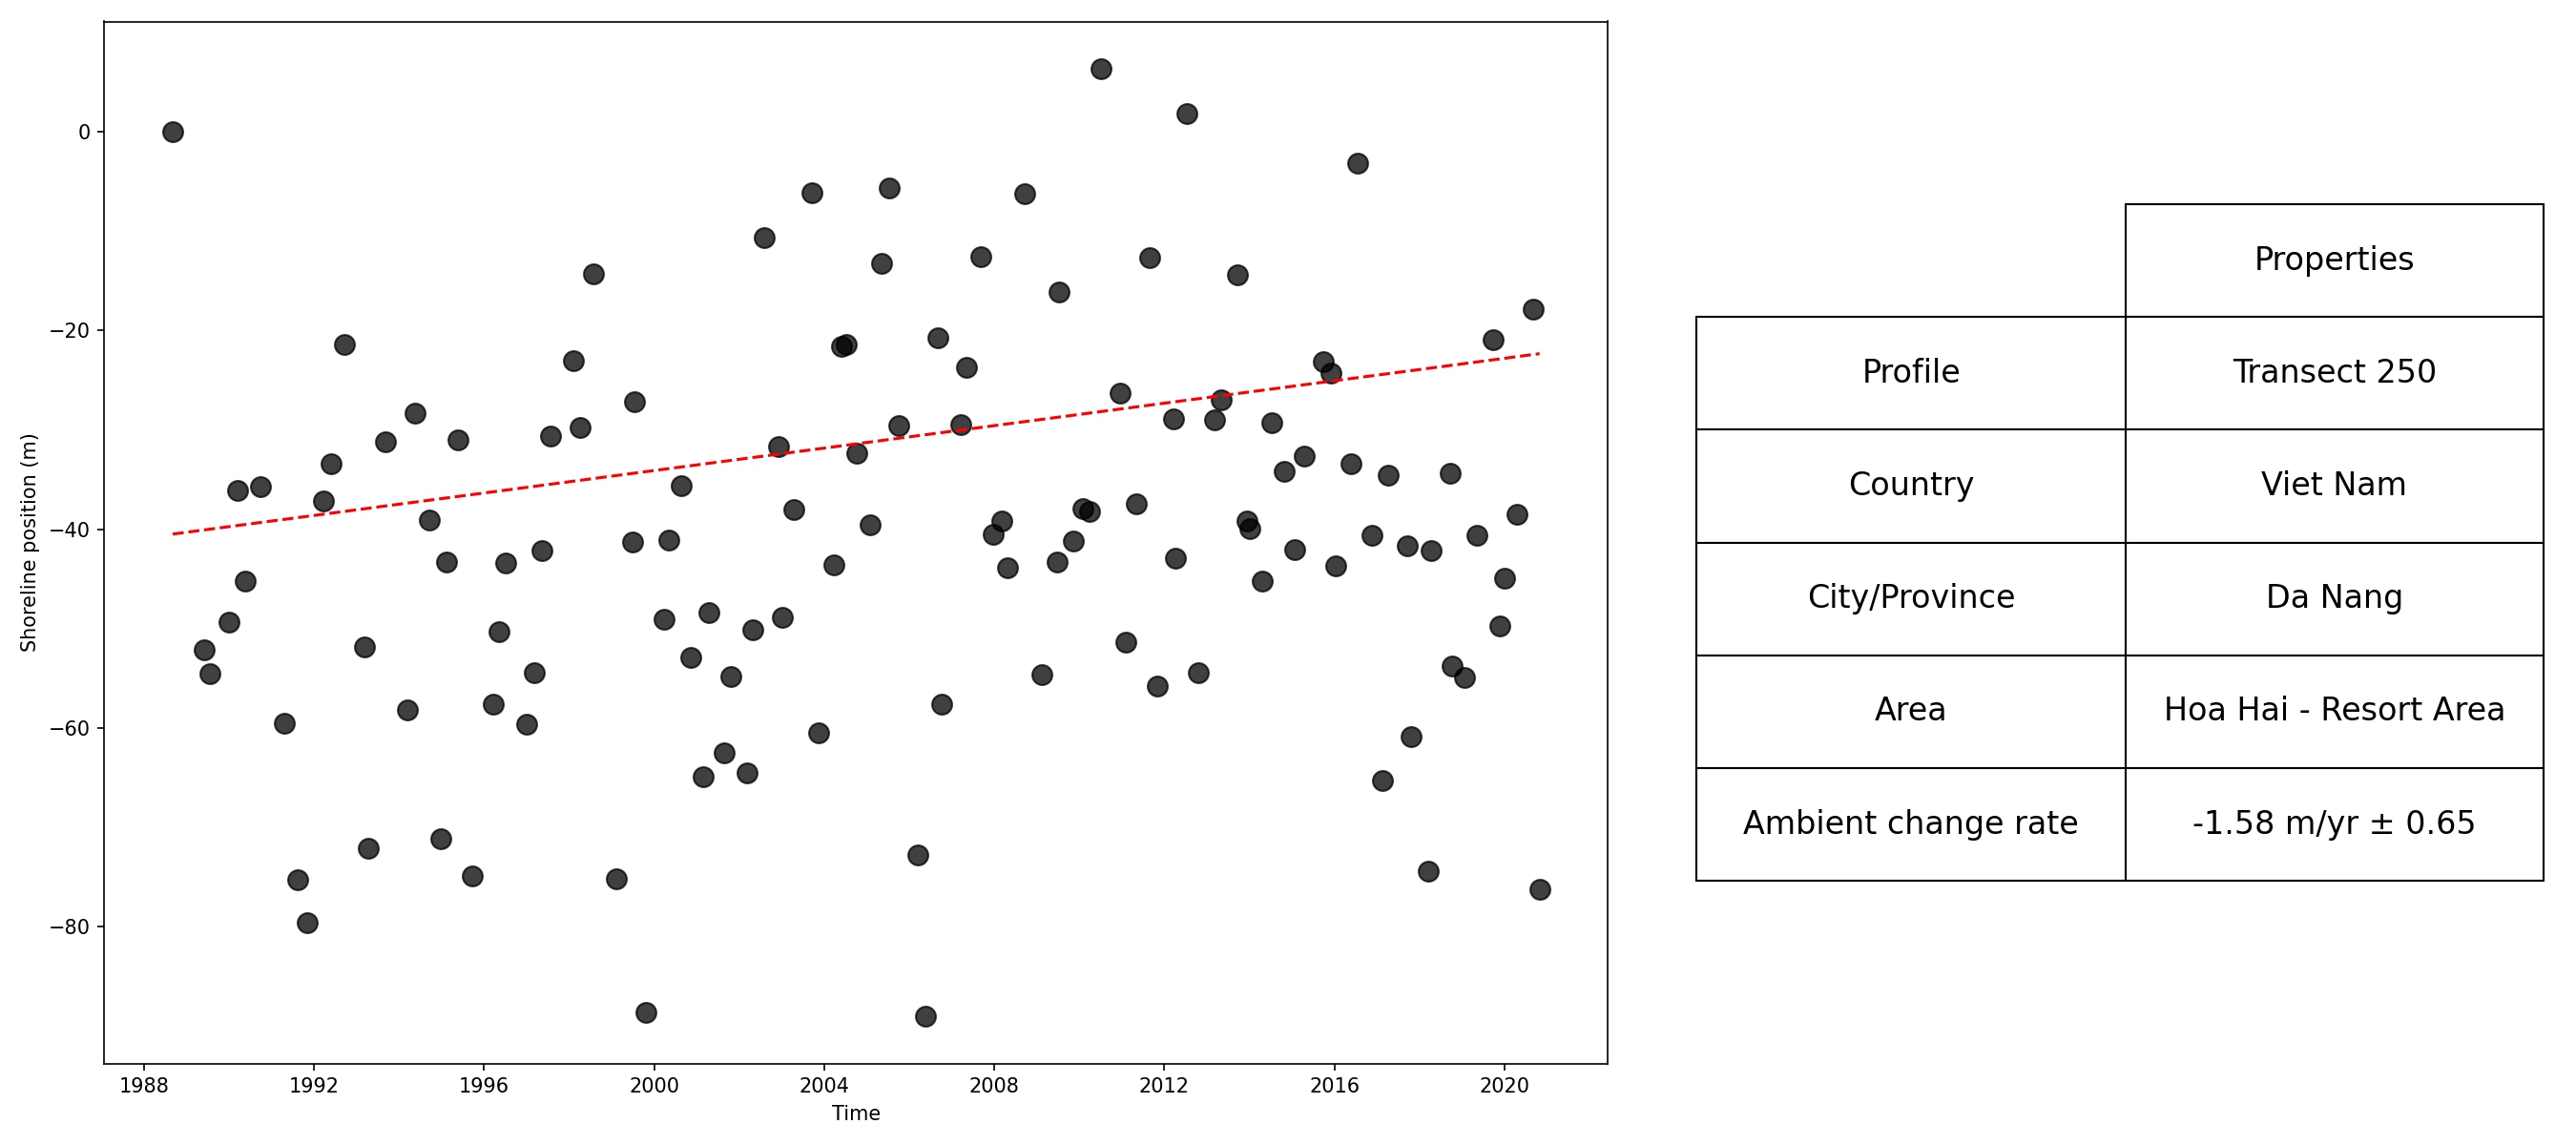 Shoreline position (m)
0
−20
−40
−60
−80
1988 1992 1996 2000 2004 2008 2012 2016 2020
Time
Properties
Profile Transect 250
Country Viet Nam
City/Province Da Nang
Area Hoa Hai - Resort Area
Ambient change rate -1.58 m/yr ± 0.65